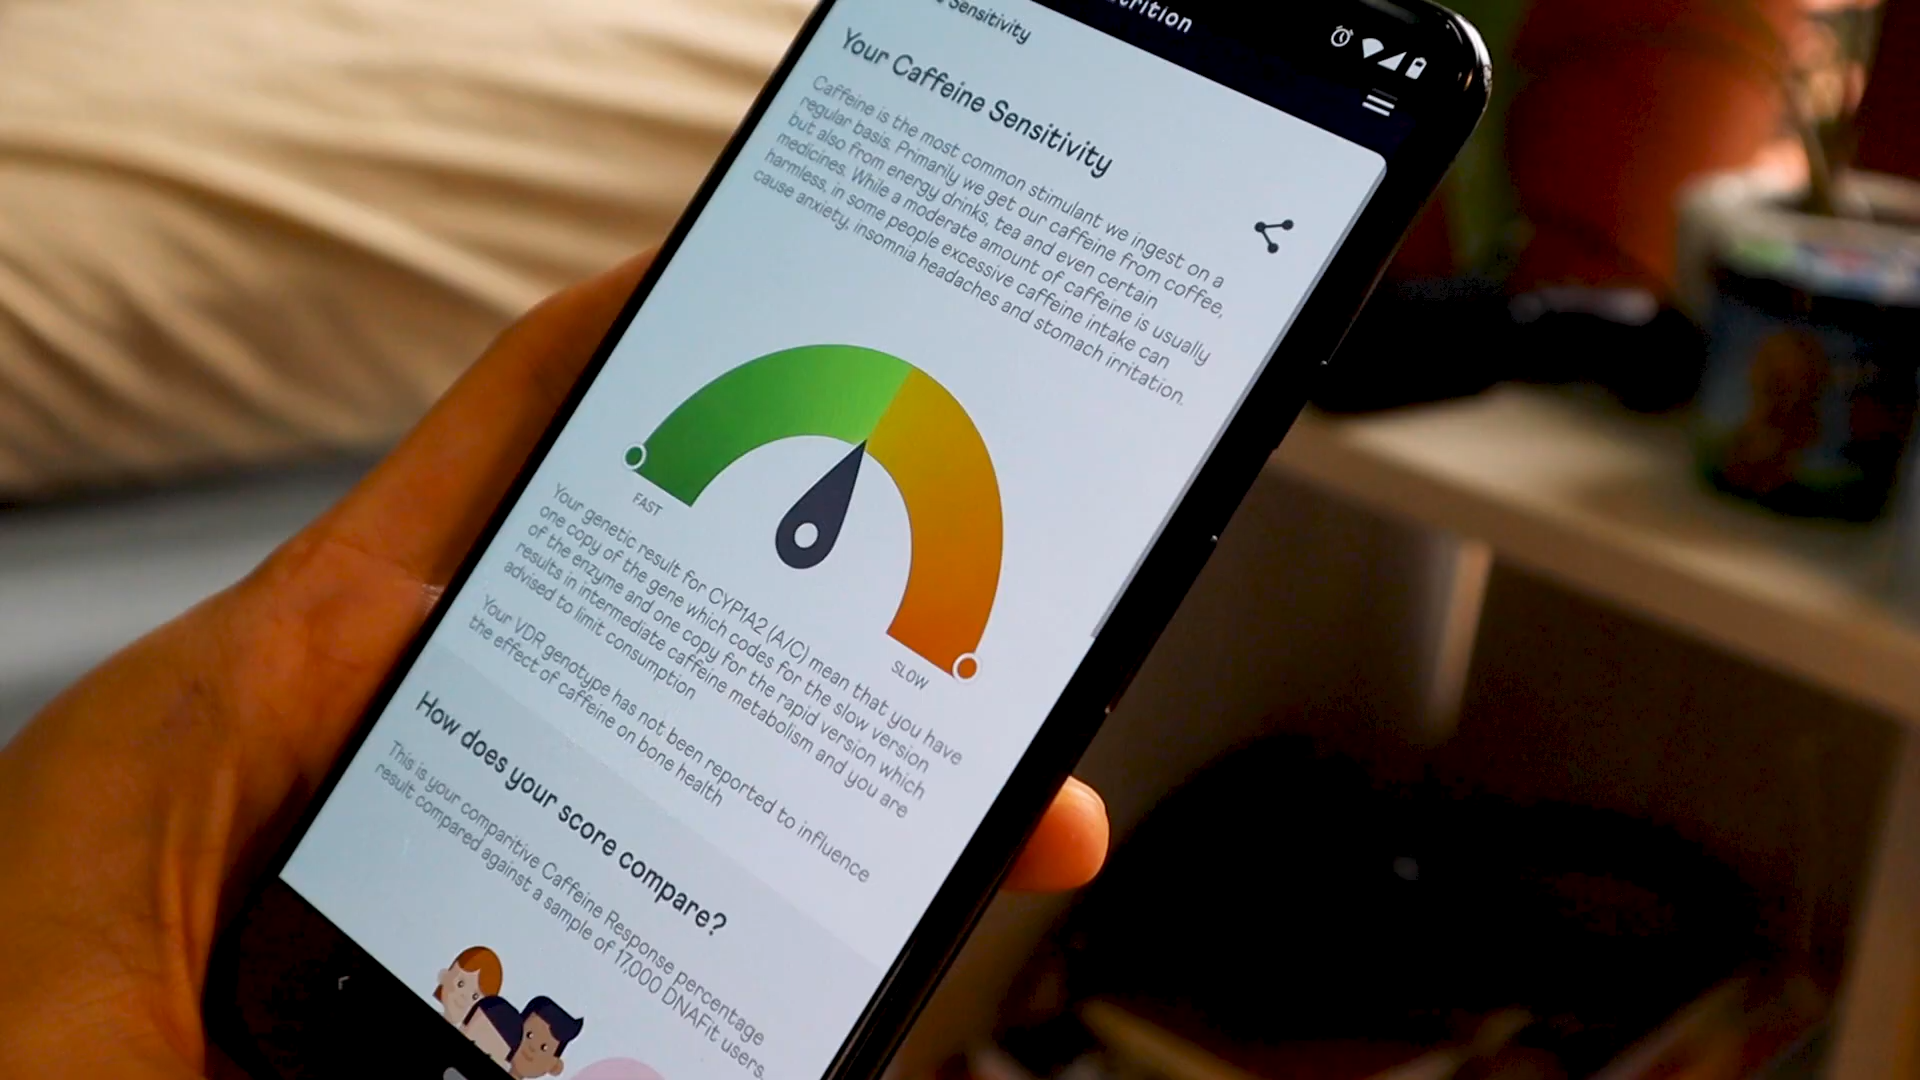 Sensitivity
Your Caffeine Sensitivity
Caffeine is the most common stimulant we ingest on a
regular basis. Primarily we get our caffeine from coffee,
but also from energy drinks, tea and even certain
medicines. While a moderate amount of caffeine is usually
harmless, in some people excessive caffeine intake can
cause anxiety, insomnia headaches and stomach irritation.
FAST
SLOW
Your genetic result for CYP1A2 (A/C) mean that you have
one copy of the gene which codes for the slow version
of the enzyme and one copy for the rapid version which
results in intermediate caffeine metabolism and you are
advised to limit consumption
Your VDR genotype has not been reported to influence
the effect of caffeine on bone health
How does your score compare?
This is your comparitive Caffeine Response percentage
result compared against a sample of 17,000 DNAFit users.